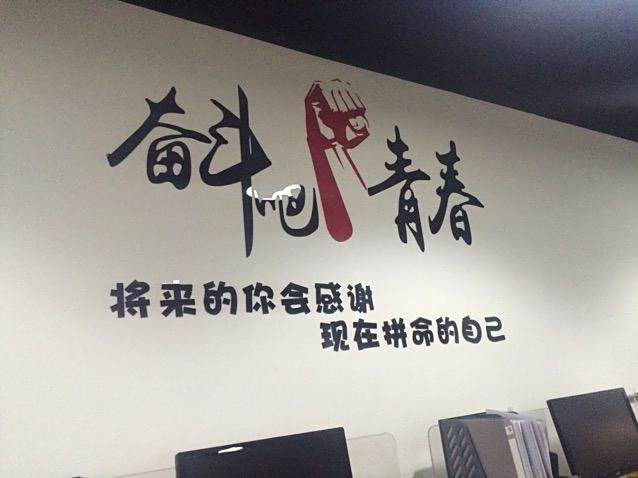 奋斗吧青春
将来的你会感谢
现在拼命的自己